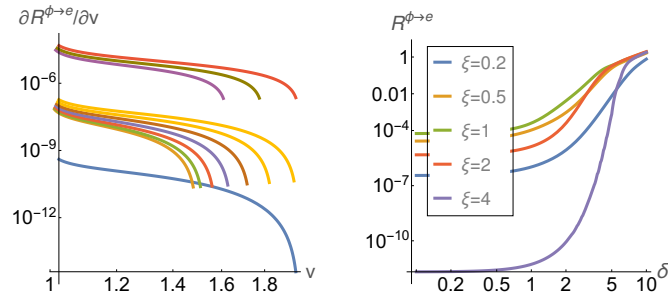 ∂R^{ϕ→e}/∂v
10^{-6}
10^{-9}
10^{-12}
1 1.2 1.4 1.6 1.8 v
R^{ϕ→e}
1
0.01
10^{-4}
10^{-7}
10^{-10}
ξ=0.2
ξ=0.5
ξ=1
ξ=2
ξ=4
0.2 0.5 1 2 5 10 δ